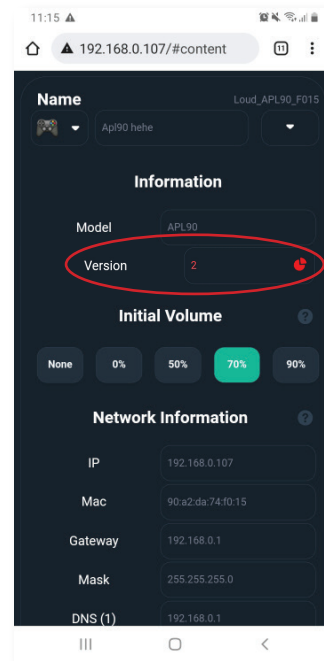 11:15
192.168.0.107/#content
11
Name
Loud_APL90_F015
Apl90 hehe
Information
Model
APL90
Version
2
Initial Volume
?
None
0%
50%
70%
90%
Network Information
?
IP
192.168.0.107
Mac
90:a2:da:74:f0:15
Gateway
192.168.0.1
Mask
255.255.255.0
DNS (1)
192.168.0.1